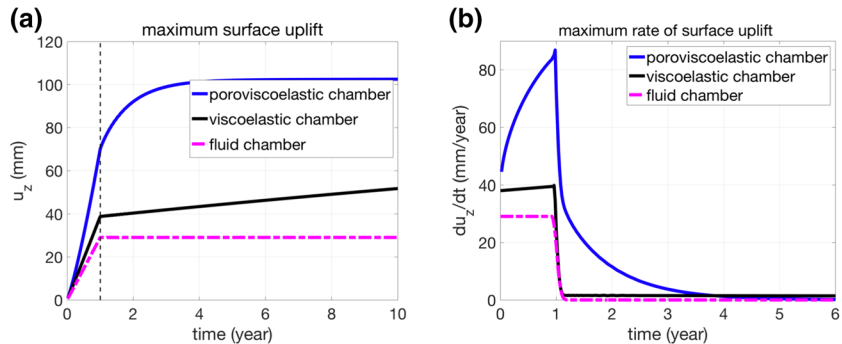 (a)
maximum surface uplift
120
100
80
60
40
20
0
u_z (mm)
poroviscoelastic chamber
viscoelastic chamber
fluid chamber
0 2 4 6 8 10
time (year)
(b)
maximum rate of surface uplift
80
60
40
20
0
du_z/dt (mm/year)
poroviscoelastic chamber
viscoelastic chamber
fluid chamber
0 1 2 3 4 5 6
time (year)